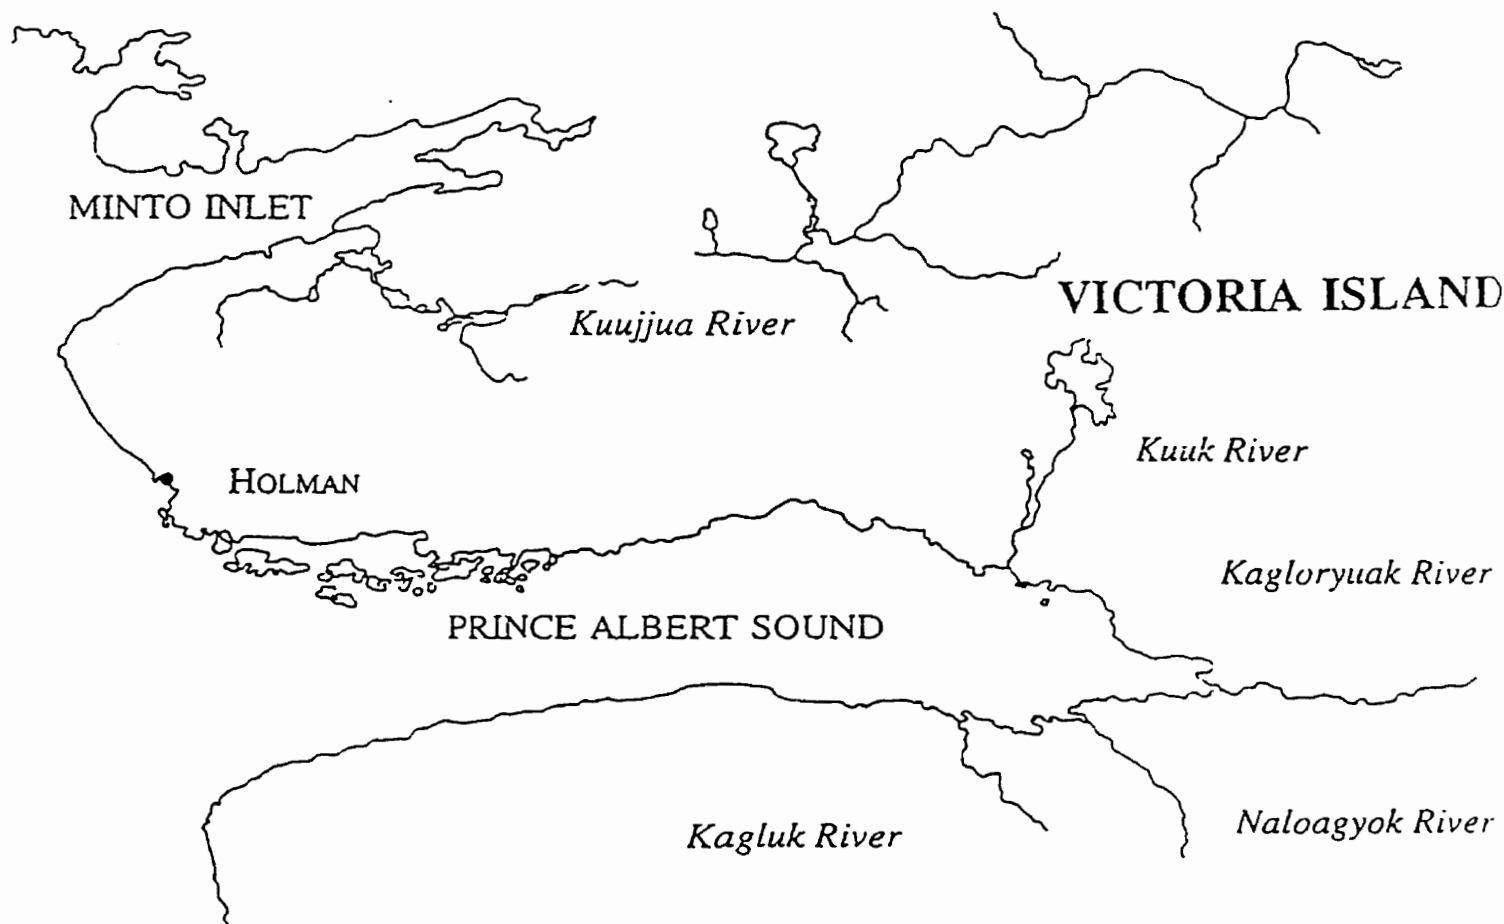 MINTO INLET
VICTORIA ISLAND
Kuujjua River
Kuuk River
HOLMAN
Kagloryuak River
PRINCE ALBERT SOUND
Kagluk River
Naloagyok River